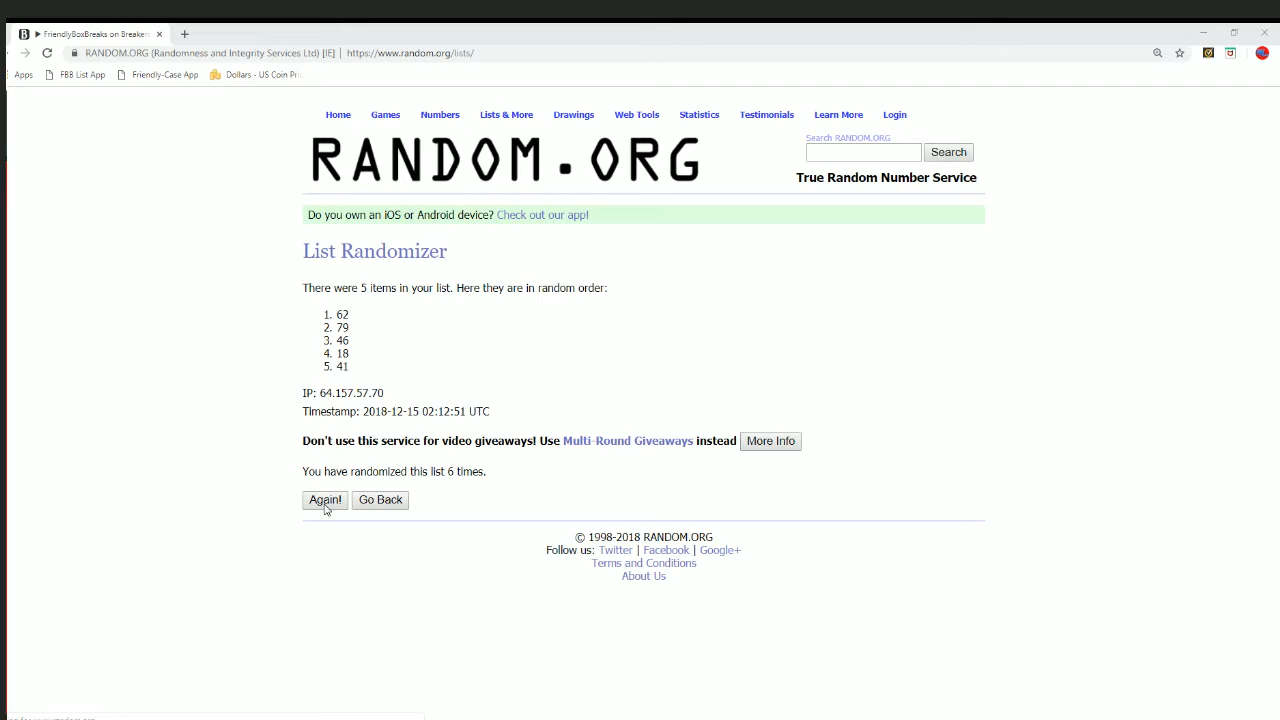 FriendlyBoxBreaks on Breakers
RANDOM.ORG (Randomness and Integrity Services Ltd) [IE] | https://www.random.org/lists/
Apps FBB List App Friendly-Case App Dollars - US Coin Pri
Home Games Numbers Lists & More Drawings Web Tools Statistics Testimonials Learn More Login
RANDOM.ORG
Search RANDOM.ORG
Search
True Random Number Service
Do you own an iOS or Android device? Check out our app!
List Randomizer
There were 5 items in your list. Here they are in random order:
1. 62
2. 79
3. 46
4. 18
5. 41
IP: 64.157.57.70
Timestamp: 2018-12-15 02:12:51 UTC
Don't use this service for video giveaways! Use Multi-Round Giveaways instead More Info
You have randomized this list 6 times.
Again! Go Back
© 1998-2018 RANDOM.ORG
Follow us: Twitter | Facebook | Google+
Terms and Conditions
About Us